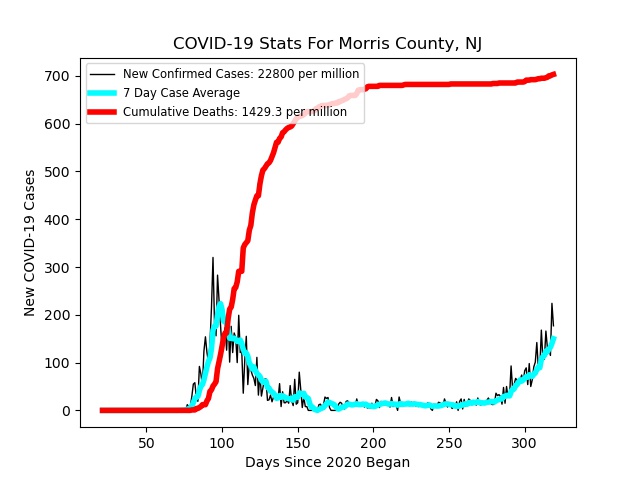 COVID-19 Stats For Morris County, NJ
New Confirmed Cases: 22800 per million
7 Day Case Average
Cumulative Deaths: 1429.3 per million
New COVID-19 Cases
700
600
500
400
300
200
100
0
50 100 150 200 250 300
Days Since 2020 Began